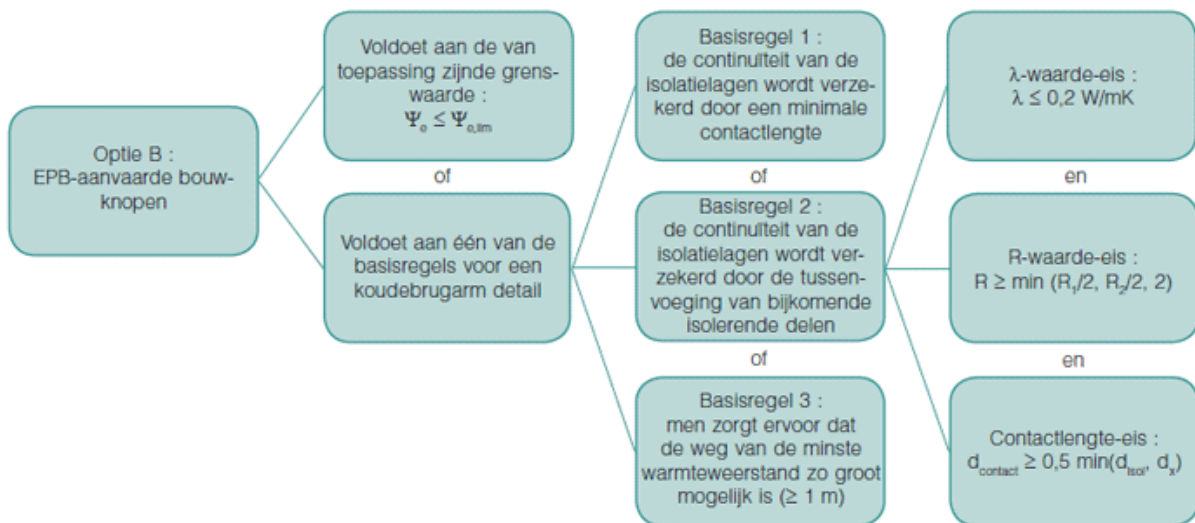 Optie B :
EPB-aanvaarde bouw-
knopen
Voldoet aan de van
toepassing zijnde grens-
waarde :
Ψe ≤ Ψe,lim
of
Voldoet aan één van de
basisregels voor een
koudebrugarm detail
Basisregel 1 :
de continuïteit van de
isolatielagen wordt verze-
kerd door een minimale
contactlengte
of
Basisregel 2 :
de continuïteit van de
isolatielagen wordt ver-
zekerd door de tussen-
voeging van bijkomende
isolerende delen
of
Basisregel 3 :
men zorgt ervoor dat
de weg van de minste
warmteweerstand zo groot
mogelijk is (≥ 1 m)
λ-waarde-eis :
λ ≤ 0,2 W/mK
en
R-waarde-eis :
R ≥ min (R1/2, R2/2, 2)
en
Contactlengte-eis :
dcontact ≥ 0,5 min(disol, dx)